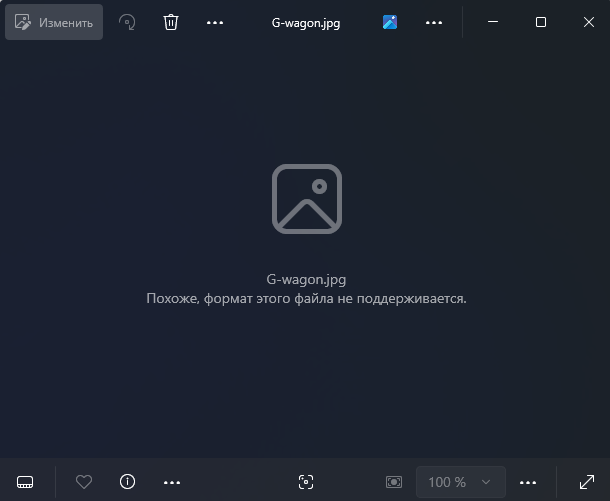 Изменить
G-wagon.jpg
G-wagon.jpg
Похоже, формат этого файла не поддерживается.
100 %